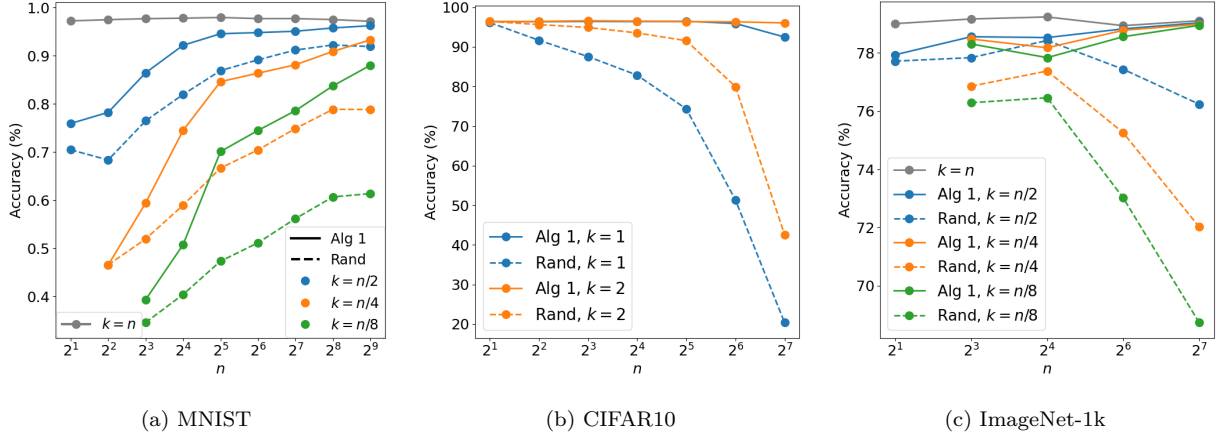 Accuracy (%)
1.0
0.9
0.8
0.7
0.6
0.5
0.4
2^1 2^2 2^3 2^4 2^5 2^6 2^7 2^8 2^9
n
k = n
Alg 1
Rand
k = n/2
k = n/4
k = n/8
(a) MNIST
Accuracy (%)
100
90
80
70
60
50
40
30
20
2^1 2^2 2^3 2^4 2^5 2^6 2^7
n
Alg 1, k = 1
Rand, k = 1
Alg 1, k = 2
Rand, k = 2
(b) CIFAR10
Accuracy (%)
78
76
74
72
70
2^1 2^3 2^4 2^6 2^7
n
k = n
Alg 1, k = n/2
Rand, k = n/2
Alg 1, k = n/4
Rand, k = n/4
Alg 1, k = n/8
Rand, k = n/8
(c) ImageNet-1k